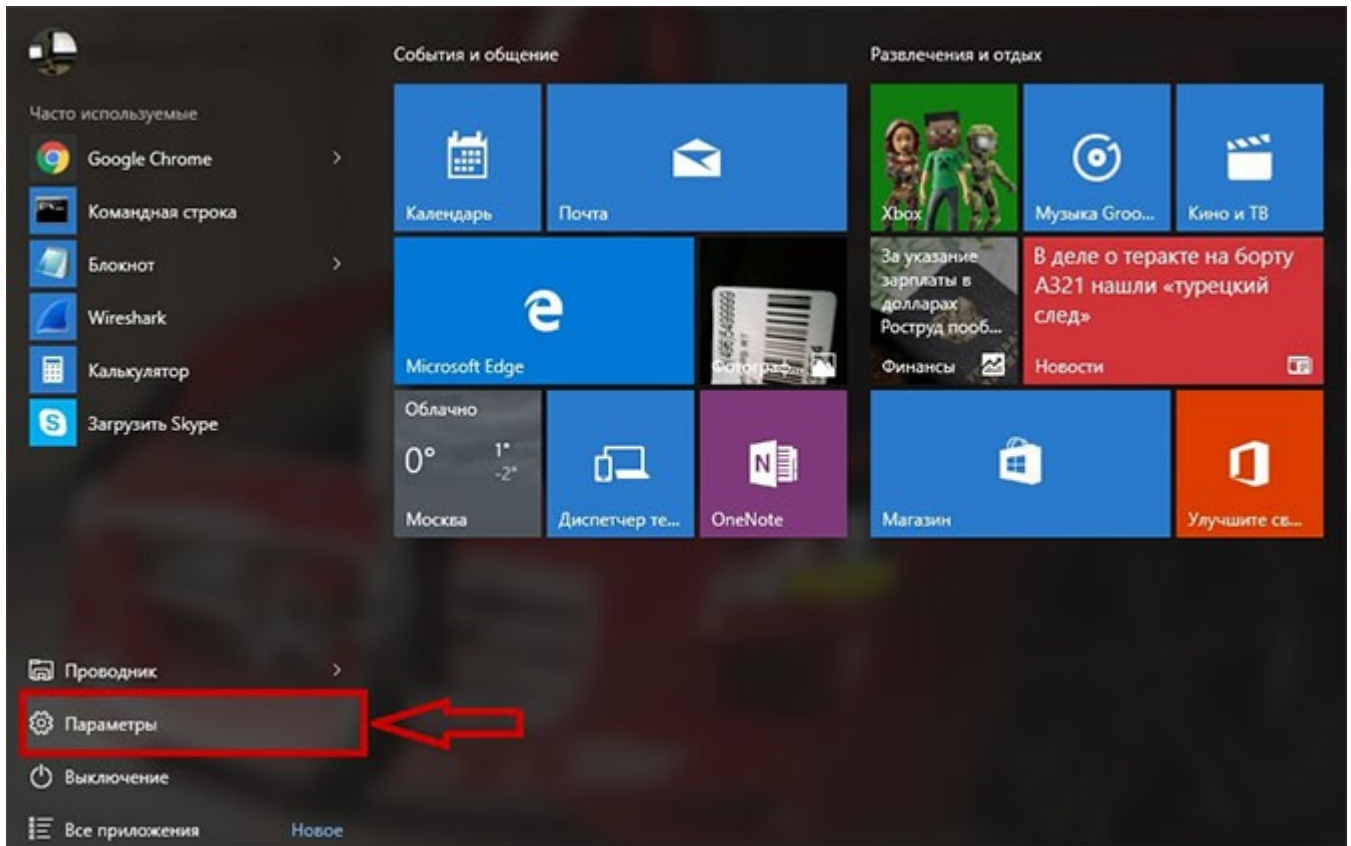 Часто используемые
Google Chrome
Командная строка
Блокнот
Wireshark
Калькулятор
Загрузить Skype
Проводник
Параметры
Выключение
Все приложения Новое
События и общение
Календарь
Почта
Microsoft Edge
Фотограф...
Облачно
0° 1°
-2°
Москва
Диспетчер те...
N
OneNote
Развлечения и отдых
Xbox
Музыка Groo...
Кино и ТВ
За указание
зарплаты в
долларах
Роструд пооб...
Финансы
В деле о теракте на борту
А321 нашли «турецкий
след»
Новости
Магазин
Улучшите св...